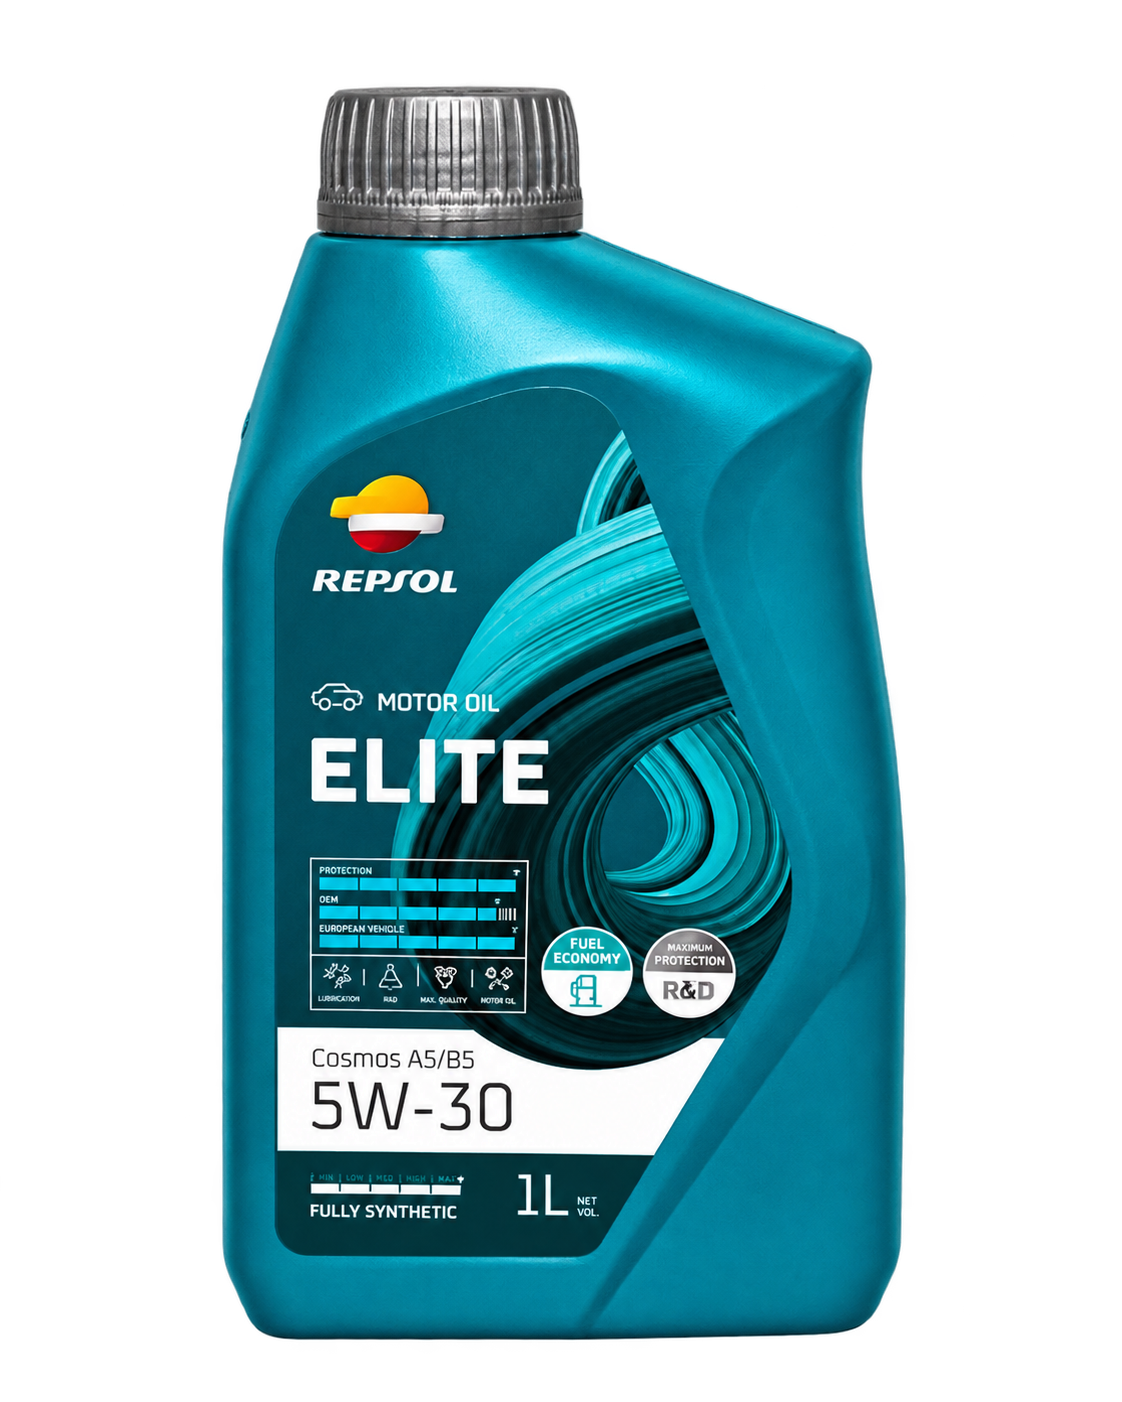 REPSOL
MOTOR OIL
ELITE
PROTECTION
OEM
EUROPEAN VEHICLE
LUBRICATION
R&D
MAX. QUALITY
MOTOR OIL
FUEL
ECONOMY
MAXIMUM
PROTECTION
R&D
Cosmos A5/B5
5W-30
MIN | LOW | MED | HIGH
FULLY SYNTHETIC
1L NET
VOL.